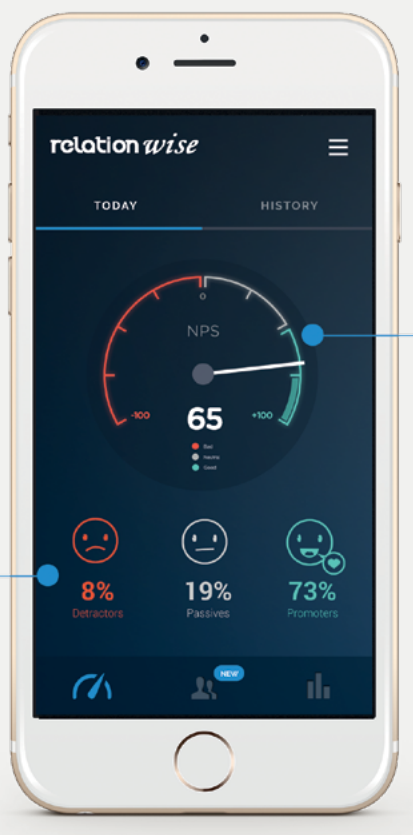 relation wise
TODAY HISTORY
0
NPS
-100 +100
65
Bad
Neutral
Good
8% 19% 73%
Detractors Passives Promoters
NEW